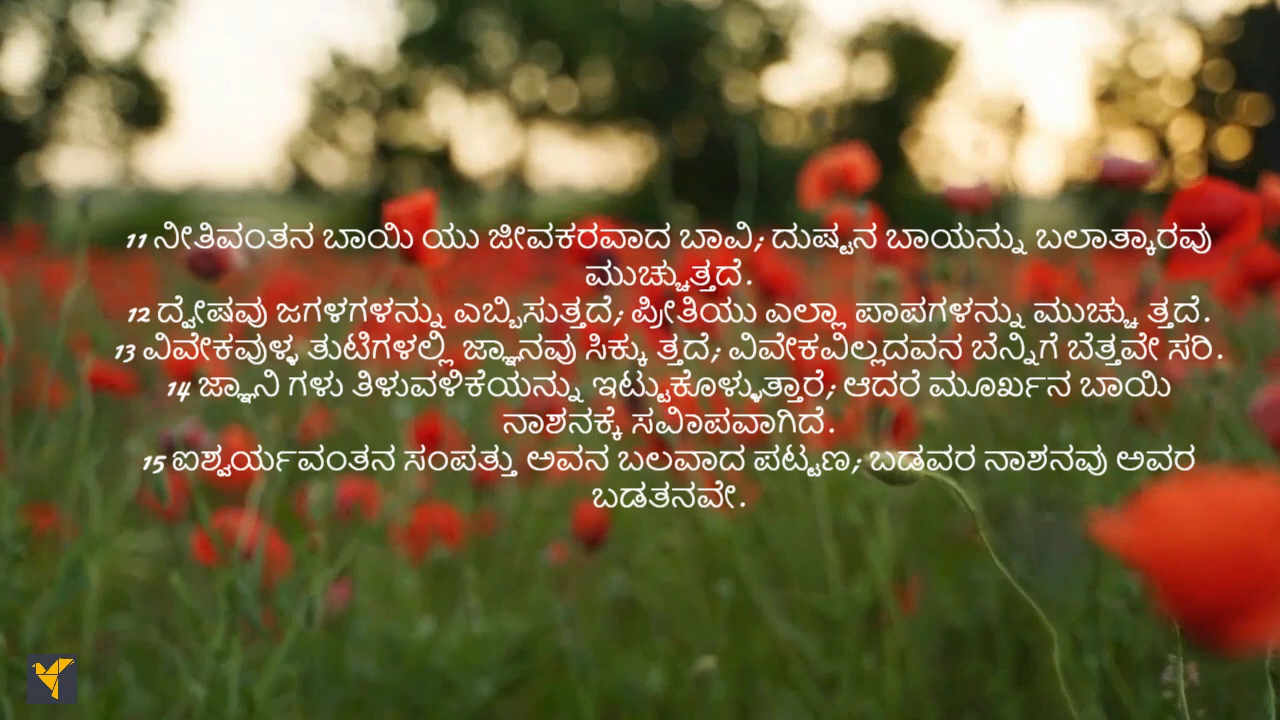 11 ನೀತಿವಂತನ ಬಾಯಿ ಯು ಜೀವಕರವಾದ ಬಾವಿ; ದುಷ್ಟನ ಬಾಯನ್ನು ಬಲಾತ್ಕಾರವು
ಮುಚ್ಚುತ್ತದೆ.
12 ದ್ವೇಷವು ಜಗಳಗಳನ್ನು ಎಬ್ಬಿಸುತ್ತದೆ; ಪ್ರೀತಿಯು ಎಲ್ಲಾ ಪಾಪಗಳನ್ನು ಮುಚ್ಚು ತ್ತದೆ.
13 ವಿವೇಕವುಳ್ಳ ತುಟಿಗಳಲ್ಲಿ ಜ್ಞಾನವು ಸಿಕ್ಕು ತ್ತದೆ; ವಿವೇಕವಿಲ್ಲದವನ ಬೆನ್ನಿಗೆ ಬೆತ್ತವೇ ಸರಿ.
14 ಜ್ಞಾನಿ ಗಳು ತಿಳುವಳಿಕೆಯನ್ನು ಇಟ್ಟುಕೊಳ್ಳುತ್ತಾರೆ; ಆದರೆ ಮೂರ್ಖನ ಬಾಯಿ
ನಾಶನಕ್ಕೆ ಸವಿಾಪವಾಗಿದೆ.
15 ಐಶ್ವರ್ಯವಂತನ ಸಂಪತ್ತು ಅವನ ಬಲವಾದ ಪಟ್ಟಣ; ಬಡವರ ನಾಶನವು ಅವರ
ಬಡತನವೇ.